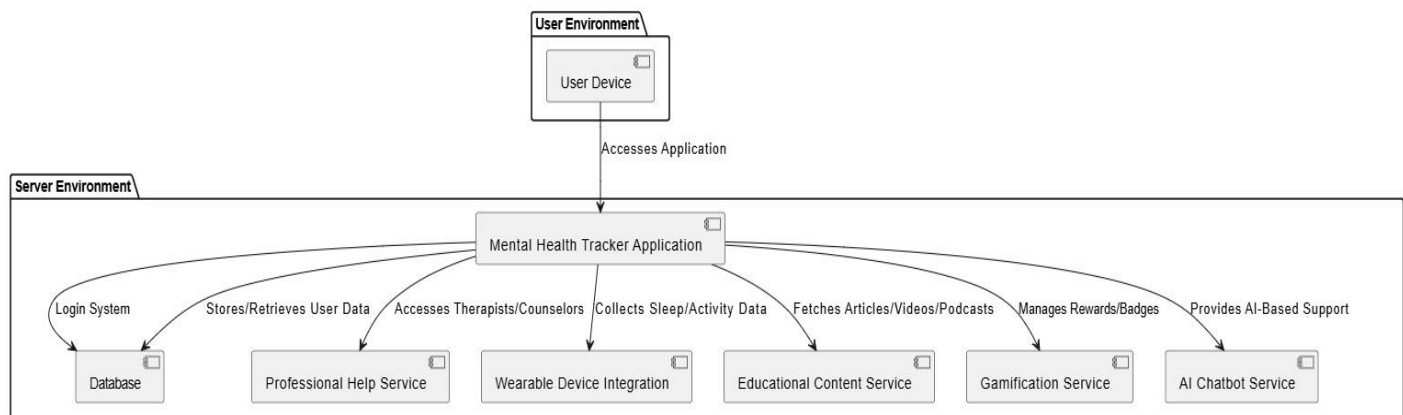 User Environment
User Device
Accesses Application
Server Environment
Mental Health Tracker Application
Login System
Stores/Retrieves User Data
Accesses Therapists/Counselors
Collects Sleep/Activity Data
Fetches Articles/Videos/Podcasts
Manages Rewards/Badges
Provides AI-Based Support
Database
Professional Help Service
Wearable Device Integration
Educational Content Service
Gamification Service
AI Chatbot Service